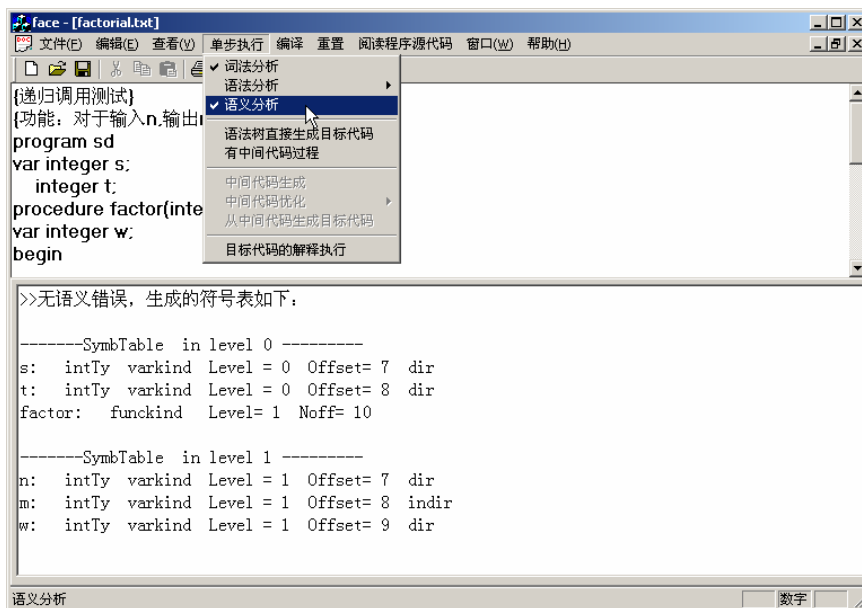 face - [factorial.txt]
文件(F) 编辑(E) 查看(V) 单步执行 编译 重置 阅读程序源代码 窗口(W) 帮助(H)
词法分析
语法分析
语义分析
语法树直接生成目标代码
有中间代码过程
中间代码生成
中间代码优化
从中间代码生成目标代码
目标代码的解释执行
{递归调用测试}
{功能：对于输入n,输出
program sd
var integer s;
integer t;
procedure factor(inte
var integer w;
begin
>>无语义错误，生成的符号表如下：
-------SymbTable in level 0 ---------
s: intTy varkind Level = 0 Offset= 7 dir
t: intTy varkind Level = 0 Offset= 8 dir
factor: funckind Level= 1 Noff= 10
-------SymbTable in level 1 ---------
n: intTy varkind Level = 1 Offset= 7 dir
m: intTy varkind Level = 1 Offset= 8 indir
w: intTy varkind Level = 1 Offset= 9 dir
语义分析 数字